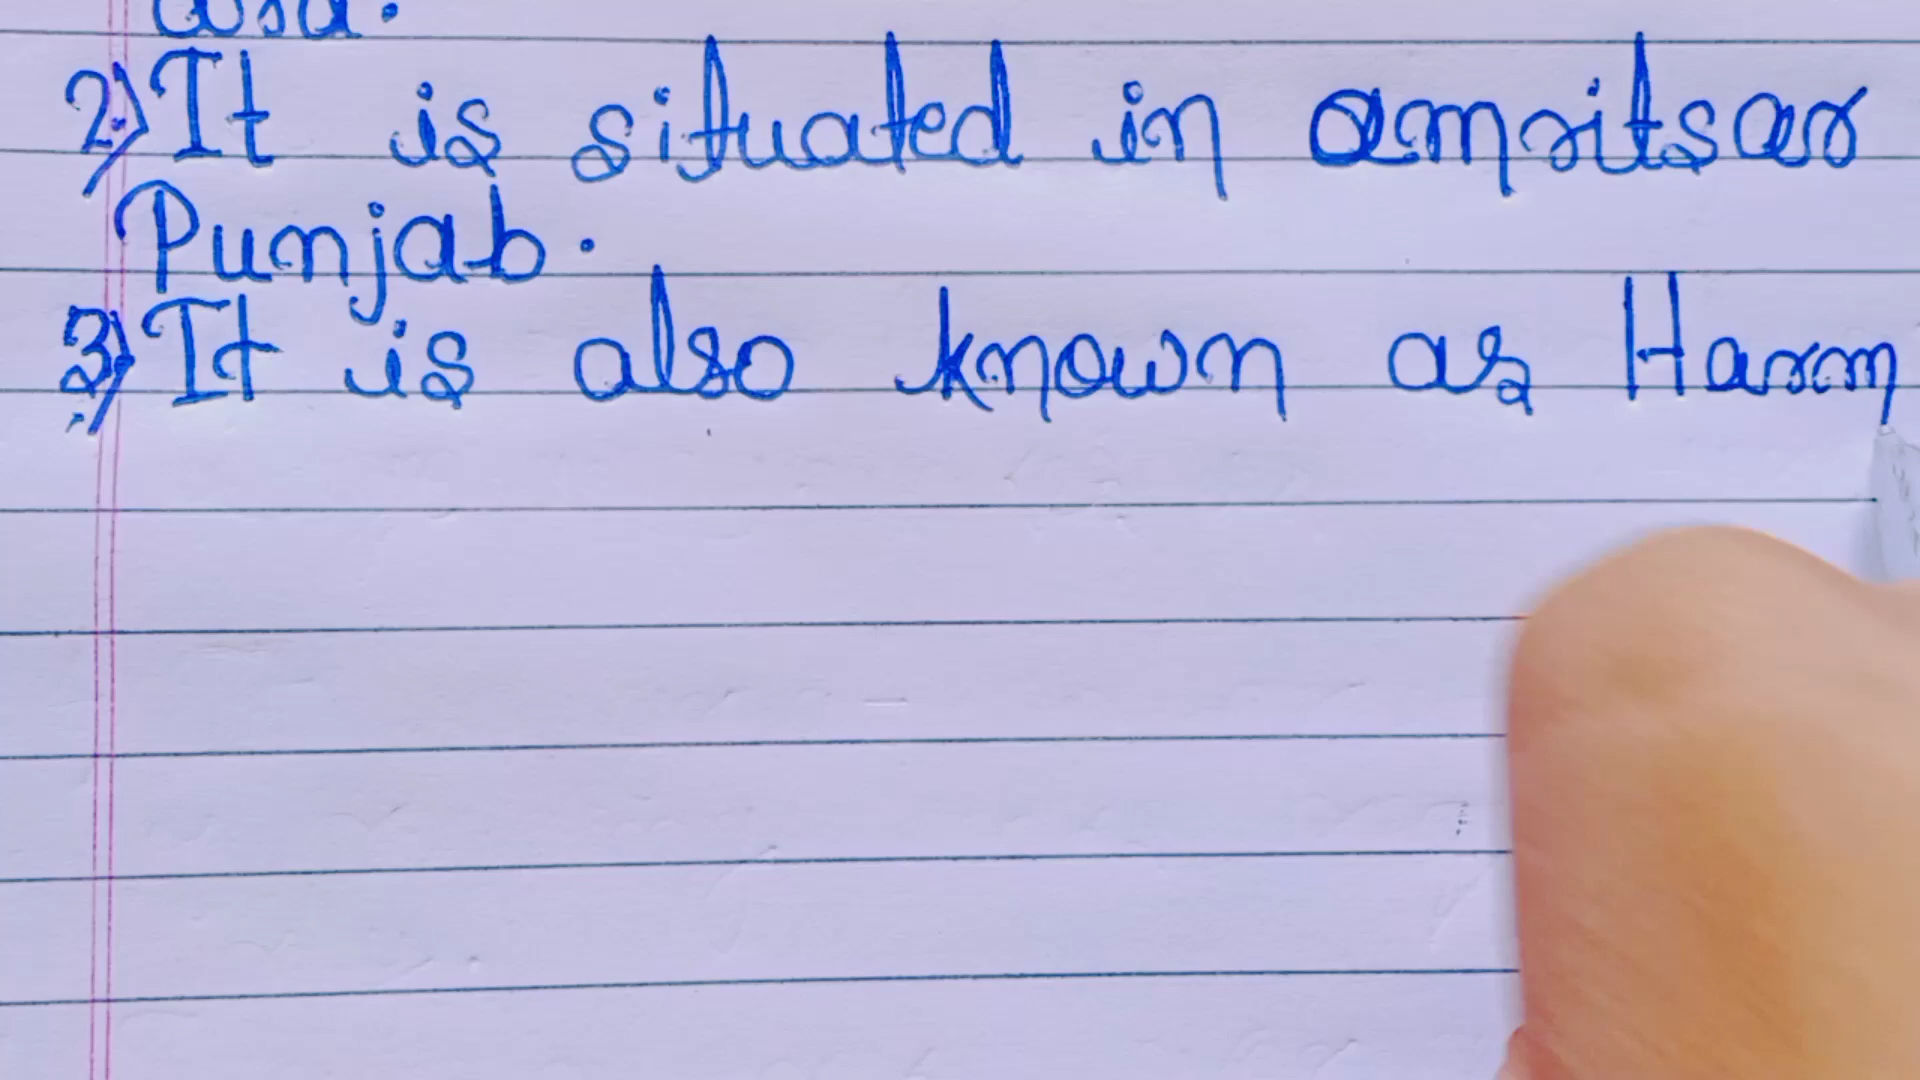 2) It is situated in amritsar
Punjab.
3) It is also known as Harm